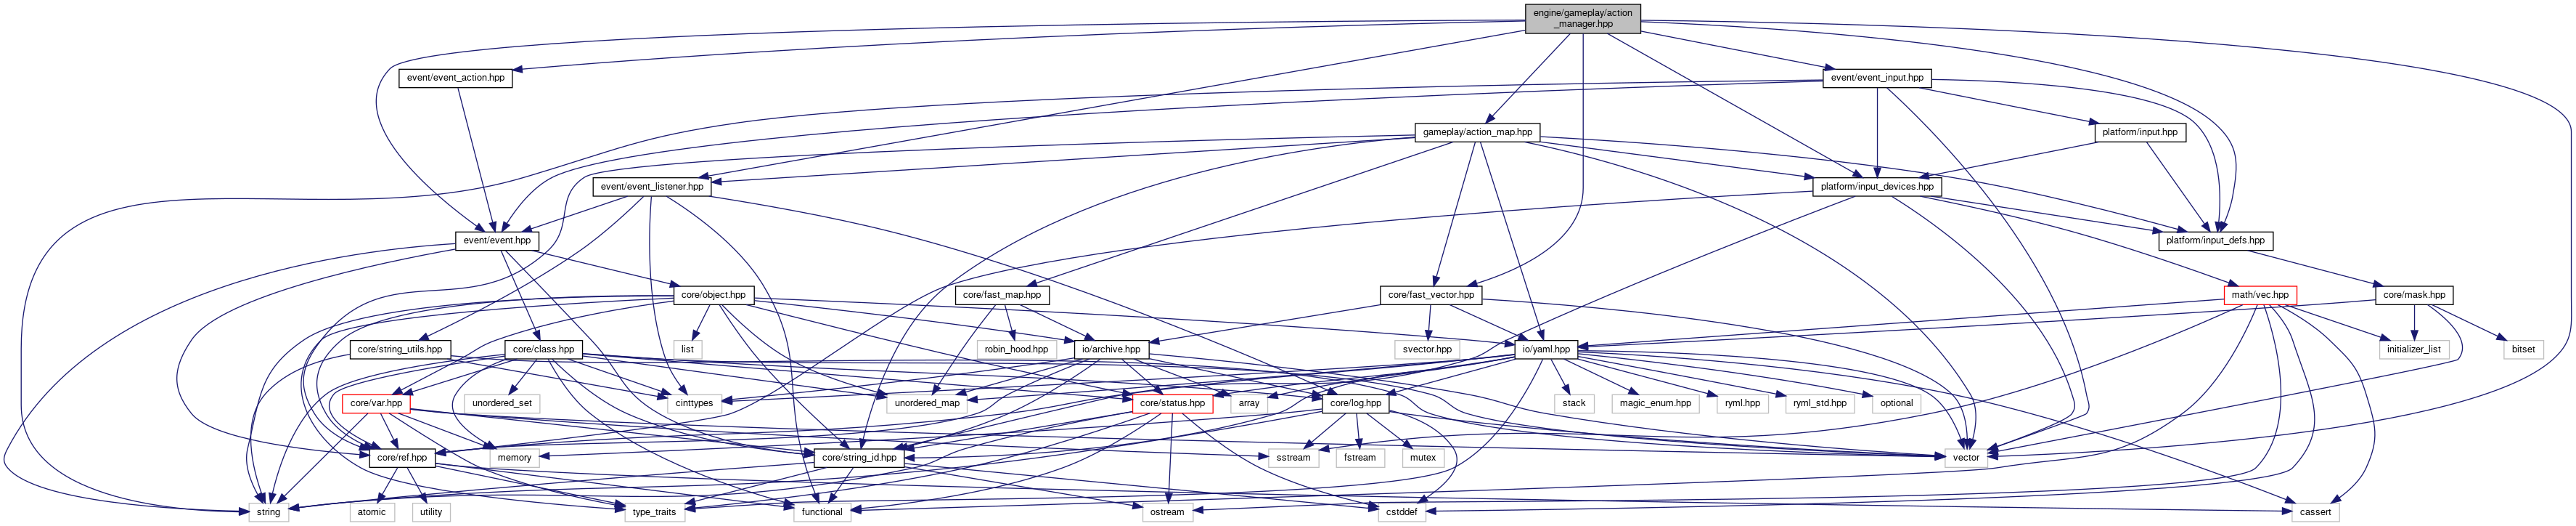 engine/gameplay/action
_manager.hpp
event/event_action.hpp
event/event_input.hpp
gameplay/action_map.hpp
platform/input.hpp
event/event_listener.hpp
platform/input_devices.hpp
event/event.hpp
platform/input_defs.hpp
core/object.hpp
core/fast_map.hpp
core/fast_vector.hpp
math/vec.hpp
core/mask.hpp
core/string_utils.hpp
core/class.hpp
list
robin_hood.hpp
io/archive.hpp
svector.hpp
io/yaml.hpp
initializer_list
bitset
core/var.hpp
unordered_set
cinttypes
unordered_map
core/status.hpp
array
core/log.hpp
stack
magic_enum.hpp
ryml.hpp
ryml_std.hpp
optional
core/ref.hpp
memory
core/string_id.hpp
sstream
fstream
mutex
vector
string
atomic
utility
type_traits
functional
ostream
cstddef
cassert